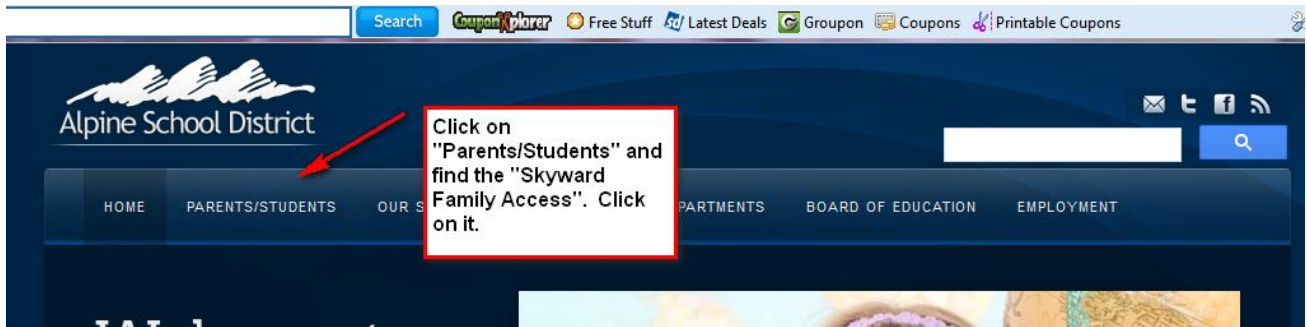 Search CouponXplorer Free Stuff Latest Deals Groupon Coupons Printable Coupons
Alpine School District
Click on
"Parents/Students" and
find the "Skyward
Family Access". Click
on it.
HOME PARENTS/STUDENTS OUR BOARD OF EDUCATION EMPLOYMENT